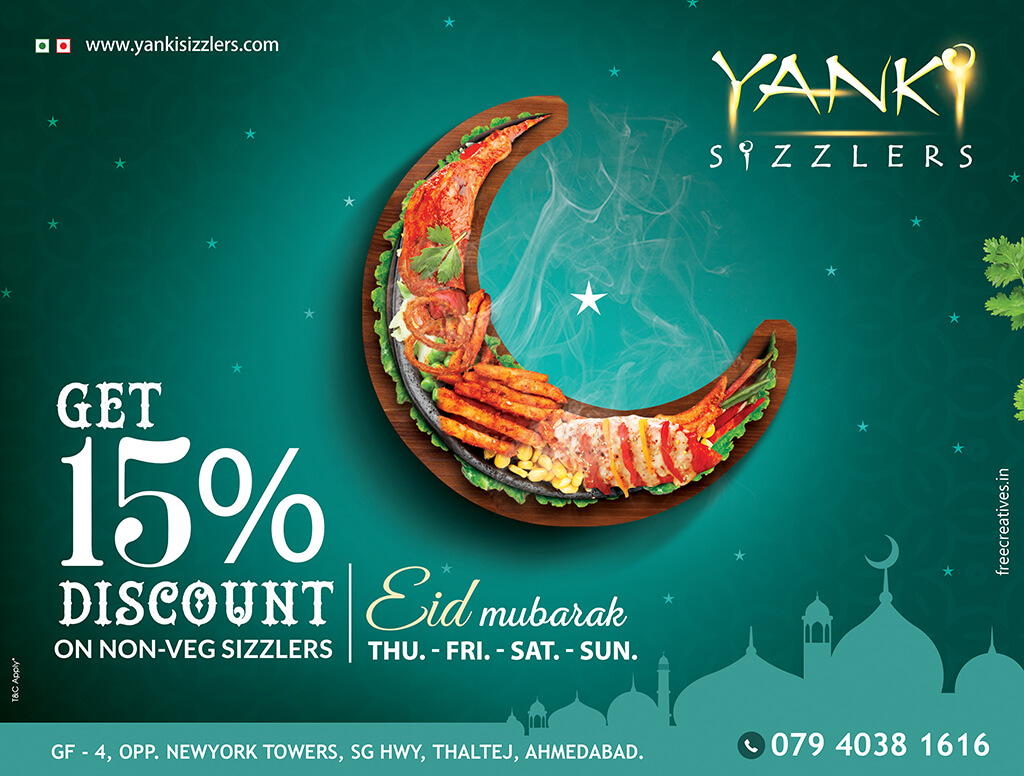 www.yankisizzlers.com
YANKi
SiZZLERS
GET
15%
DISCOUNT
ON NON-VEG SIZZLERS
Eid mubarak
THU. - FRI. - SAT. - SUN.
freecreatives.in
T&C Apply*
GF - 4, OPP. NEWYORK TOWERS, SG HWY, THALTEJ, AHMEDABAD.
079 4038 1616